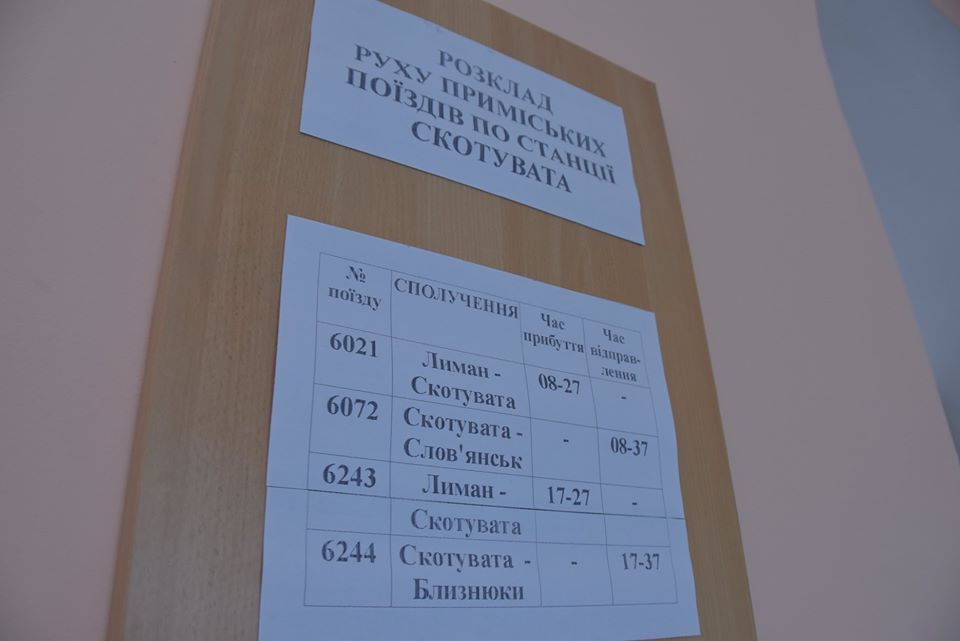 РОЗКЛАД
РУХУ ПРИМІСЬКИХ
ПОЇЗДІВ ПО СТАНЦІЇ
СКОТУВАТА
№ поїзду СПОЛУЧЕННЯ Час прибуття Час відправ-лення
6021 Лиман - Скотувата 08-27 -
6072 Скотувата - Слов'янськ - 08-37
6243 Лиман - 17-27 -
Скотувата
6244 Скотувата - Близнюки - 17-37